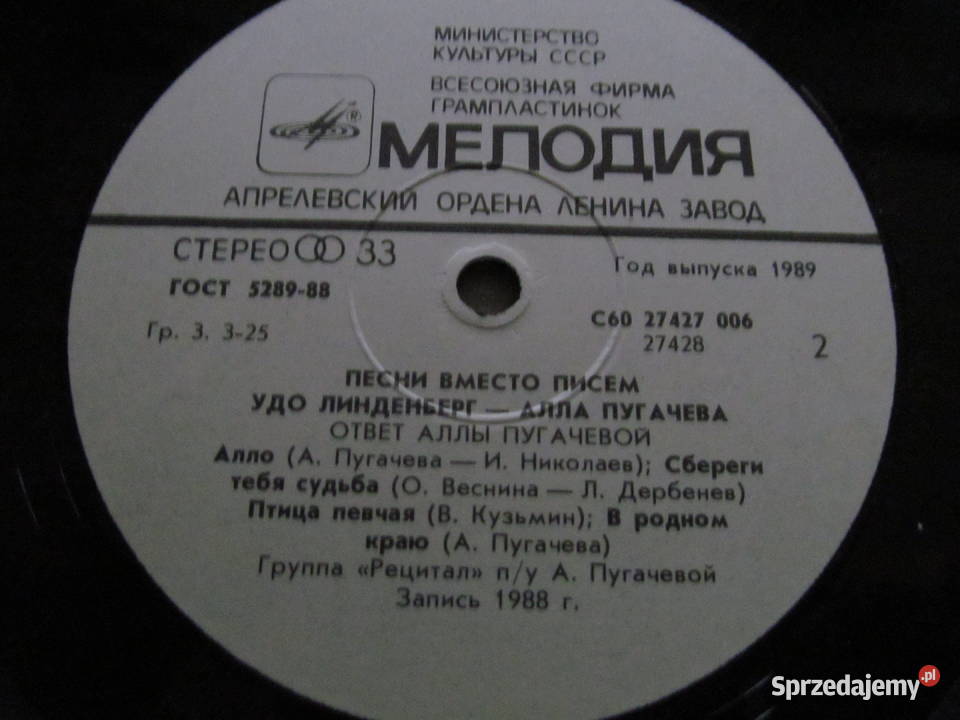 МИНИСТЕРСТВО
КУЛЬТУРЫ СССР
ВСЕСОЮЗНАЯ ФИРМА
ГРАМПЛАСТИНОК
®
МЕЛОДИЯ
АПРЕЛЕВСКИЙ ОРДЕНА ЛЕНИНА ЗАВОД
СТЕРЕО 33
Год выпуска 1989
ГОСТ 5289-88
С60 27427 006
Гр. 3. 3-25
27428
2
ПЕСНИ ВМЕСТО ПИСЕМ
УДО ЛИНДЕНБЕРГ — АЛЛА ПУГАЧЕВА
ОТВЕТ АЛЛЫ ПУГАЧЕВОЙ
Алло (А. Пугачева — И. Николаев); Сбереги
тебя судьба (О. Веснина — Л. Дербенев)
Птица певчая (В. Кузьмин); В родном
краю (А. Пугачева)
Группа «Рецитал» п/у А. Пугачевой
Запись 1988 г.
Sprzedajemy.pl